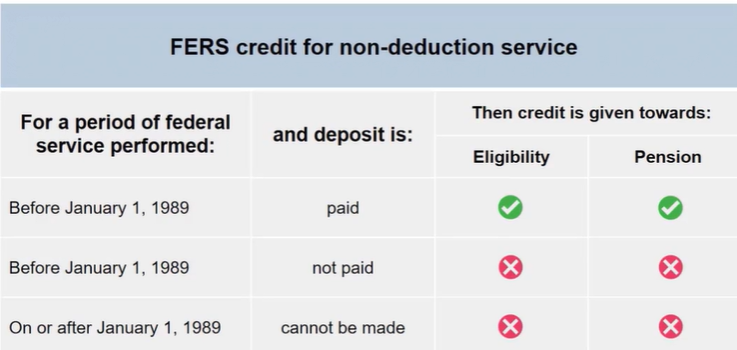 FERS credit for non-deduction service
For a period of federal
service performed:
and deposit is:
Then credit is given towards:
Eligibility
Pension
Before January 1, 1989
paid
Before January 1, 1989
not paid
On or after January 1, 1989
cannot be made